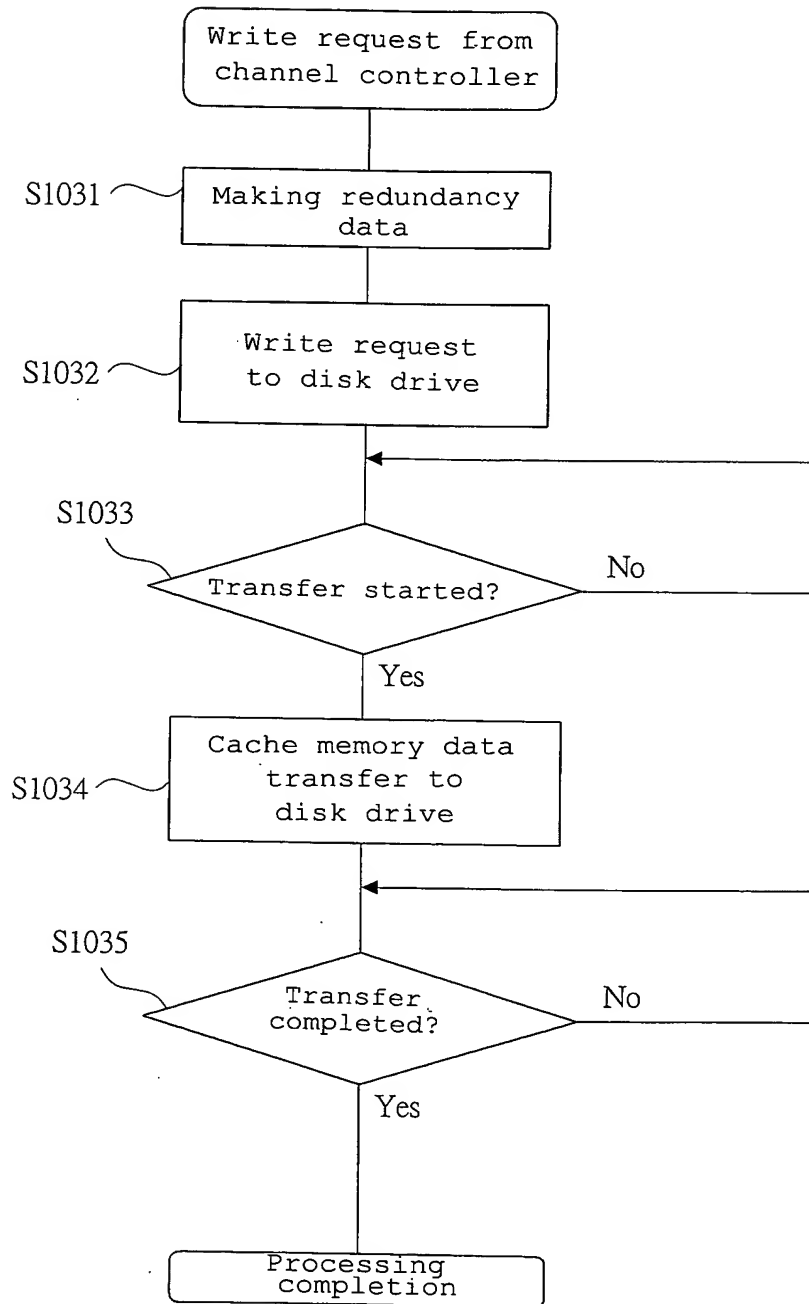 Write request from
channel controller
S1031
Making redundancy
data
S1032
Write request
to disk drive
S1033
Transfer started?
No
Yes
S1034
Cache memory data
transfer to
disk drive
S1035
Transfer
completed?
No
Yes
Processing
completion